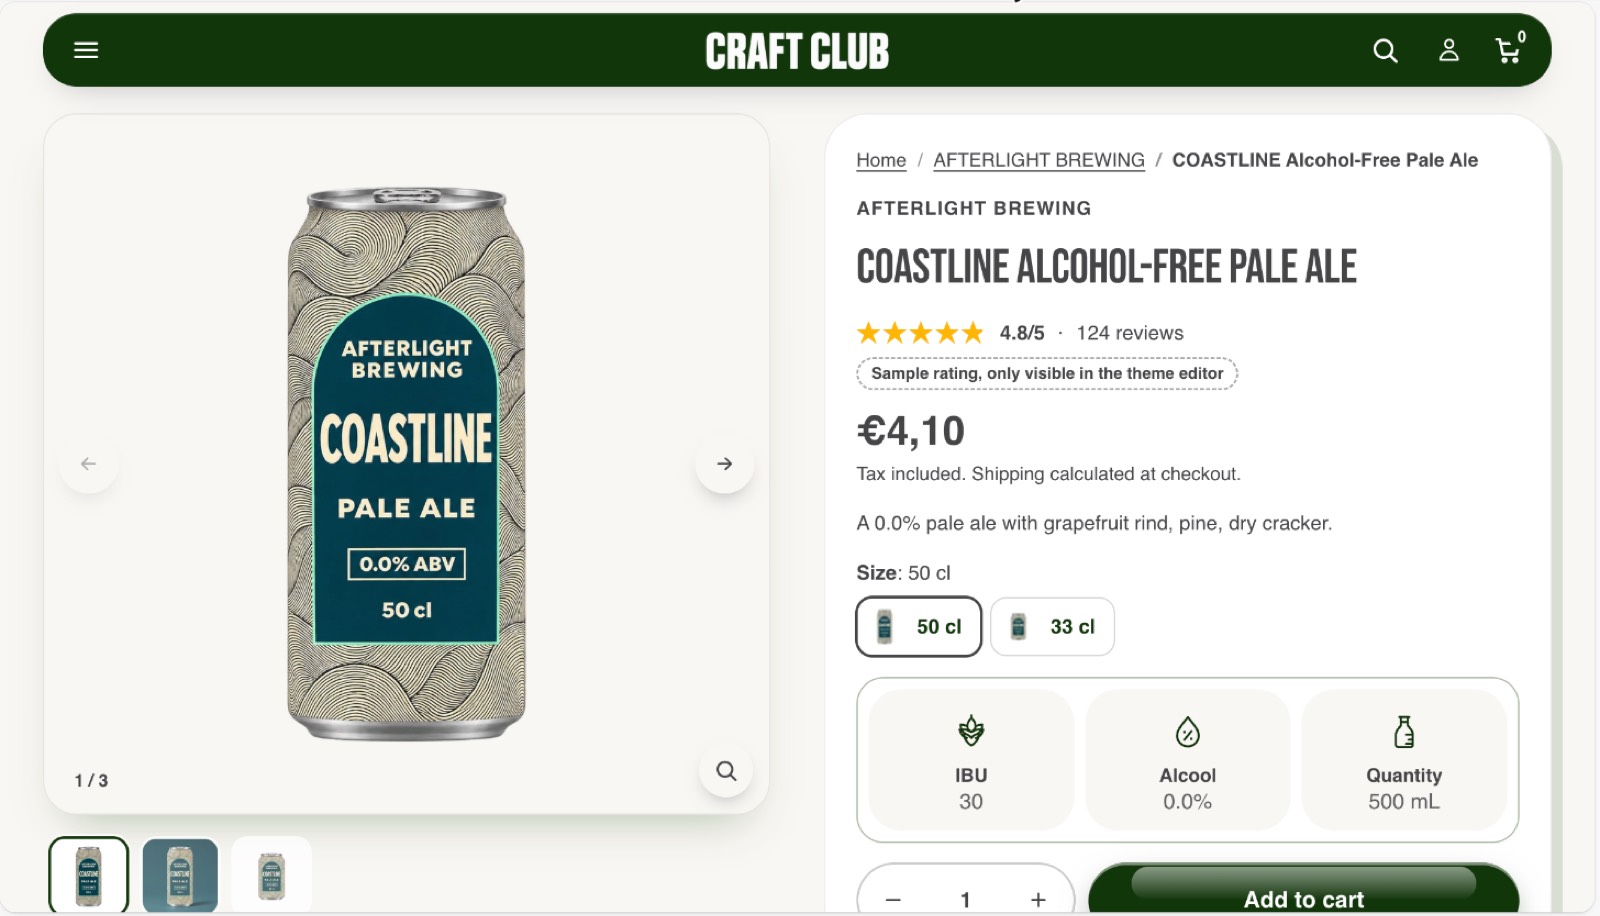 CRAFT CLUB
0
AFTERLIGHT
BREWING
COASTLINE
PALE ALE
0.0% ABV
50 cl
1 / 3
Home / AFTERLIGHT BREWING / COASTLINE Alcohol-Free Pale Ale
AFTERLIGHT BREWING
COASTLINE ALCOHOL-FREE PALE ALE
4.8/5 · 124 reviews
Sample rating, only visible in the theme editor
€4,10
Tax included. Shipping calculated at checkout.
A 0.0% pale ale with grapefruit rind, pine, dry cracker.
Size: 50 cl
50 cl
33 cl
IBU
30
Alcool
0.0%
Quantity
500 mL
− 1 +
Add to cart
COASTLINE
COASTLINE
COASTLINE